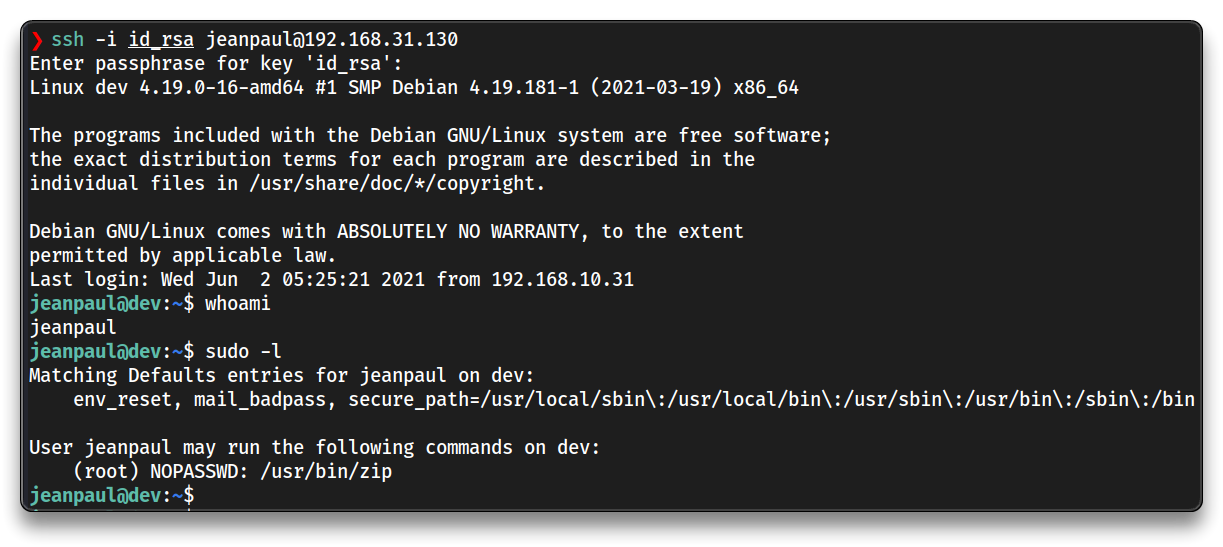 ❯ ssh -i id_rsa jeanpaul@192.168.31.130
Enter passphrase for key 'id_rsa':
Linux dev 4.19.0-16-amd64 #1 SMP Debian 4.19.181-1 (2021-03-19) x86_64

The programs included with the Debian GNU/Linux system are free software;
the exact distribution terms for each program are described in the
individual files in /usr/share/doc/*/copyright.

Debian GNU/Linux comes with ABSOLUTELY NO WARRANTY, to the extent
permitted by applicable law.
Last login: Wed Jun  2 05:25:21 2021 from 192.168.10.31
jeanpaul@dev:~$ whoami
jeanpaul
jeanpaul@dev:~$ sudo -l
Matching Defaults entries for jeanpaul on dev:
    env_reset, mail_badpass, secure_path=/usr/local/sbin\:/usr/local/bin\:/usr/sbin\:/usr/bin\:/sbin\:/bin

User jeanpaul may run the following commands on dev:
    (root) NOPASSWD: /usr/bin/zip
jeanpaul@dev:~$